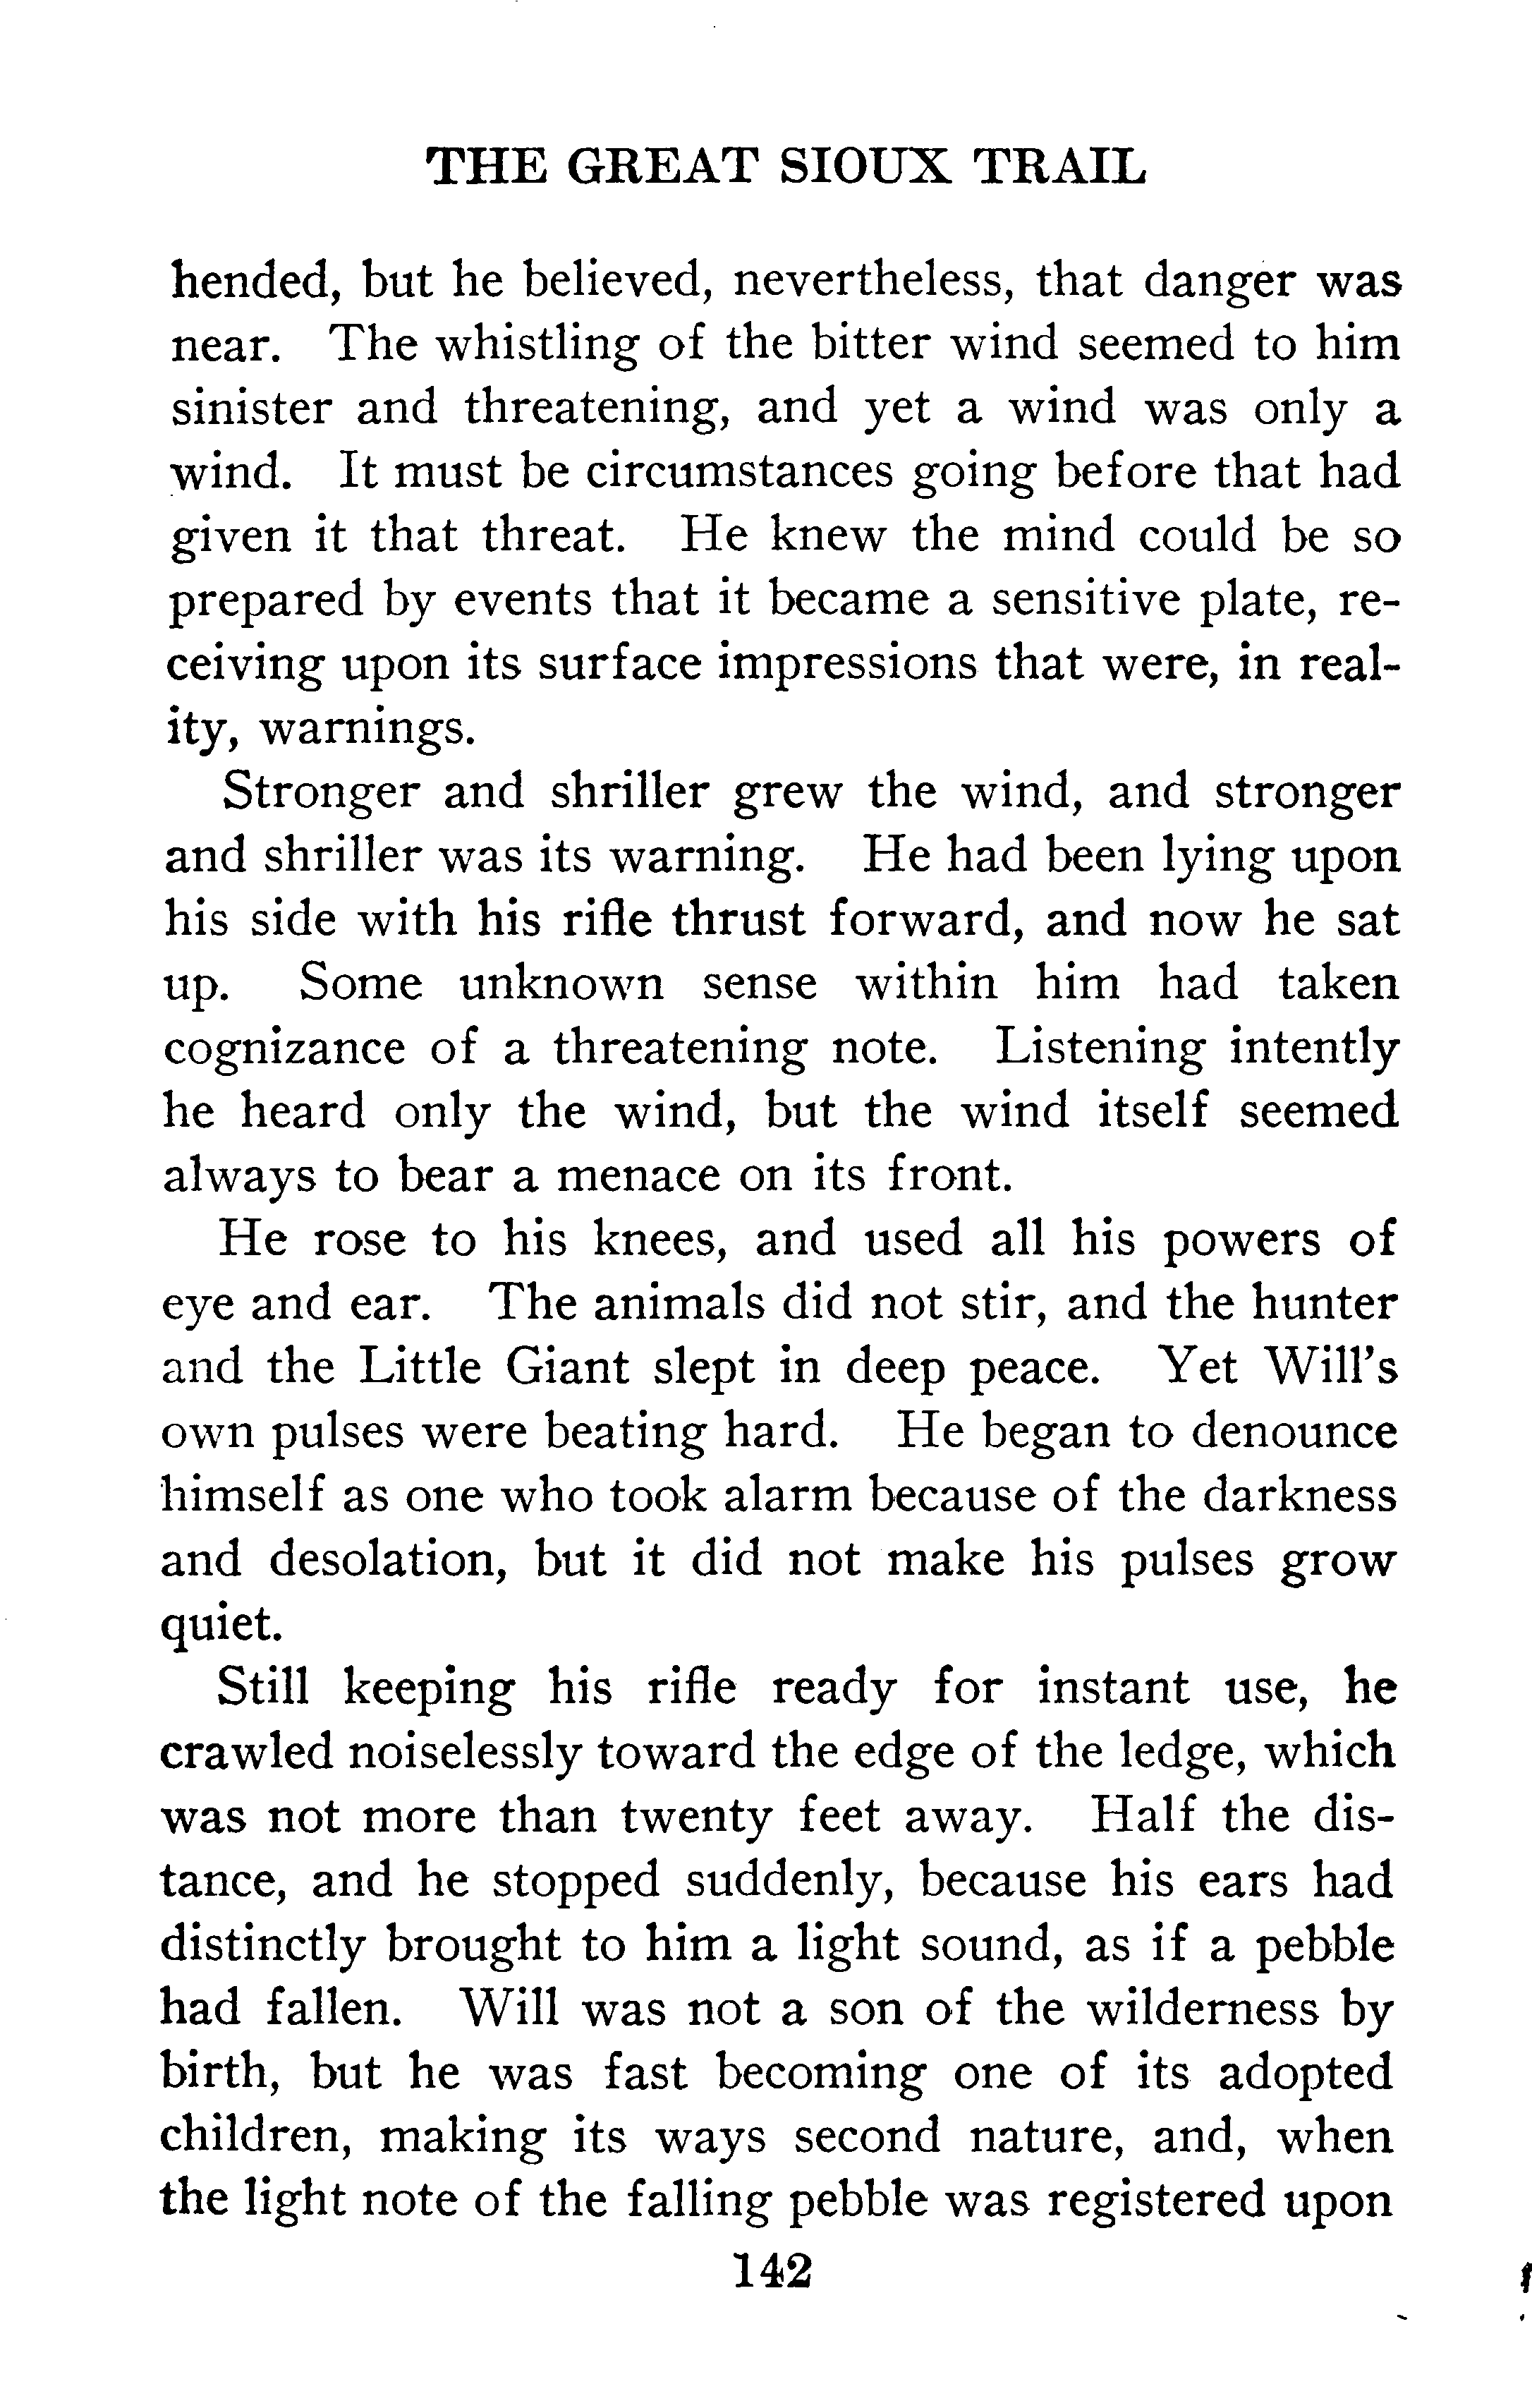 THE GREAT SIOUX TRAIL
hended, but he believed, nevertheless, that danger was
near. The whistling of the bitter wind seemed to him
sinister and threatening, and yet a wind was only a
wind. It must be circumstances going before that had
given it that threat. He knew the mind could be so
prepared by events that it became a sensitive plate, re-
ceiving upon its surface impressions that were, in real-
ity, warnings.
Stronger and shriller grew the wind, and stronger
and shriller was its warning. He had been lying upon
his side with his rifle thrust forward, and now he sat
up. Some unknown sense within him had taken
cognizance of a threatening note. Listening intently
he heard only the wind, but the wind itself seemed
always to bear a menace on its front.
He rose to his knees, and used all his powers of
eye and ear. The animals did not stir, and the hunter
and the Little Giant slept in deep peace. Yet Will's
own pulses were beating hard. He began to denounce
himself as one who took alarm because of the darkness
and desolation, but it did not make his pulses grow
quiet.
Still keeping his rifle ready for instant use, he
crawled noiselessly toward the edge of the ledge, which
was not more than twenty feet away. Half the dis-
tance, and he stopped suddenly, because his ears had
distinctly brought to him a light sound, as if a pebble
had fallen. Will was not a son of the wilderness by
birth, but he was fast becoming one of its adopted
children, making its ways second nature, and, when
the light note of the falling pebble was registered upon
142